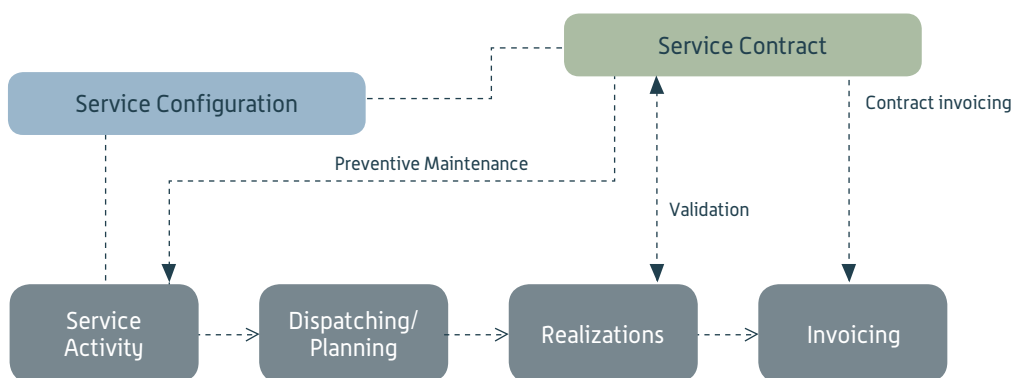 Service Contract
Service Configuration
Contract invoicing
Preventive Maintenance
Validation
Service
Activity
Dispatching/
Planning
Realizations
Invoicing